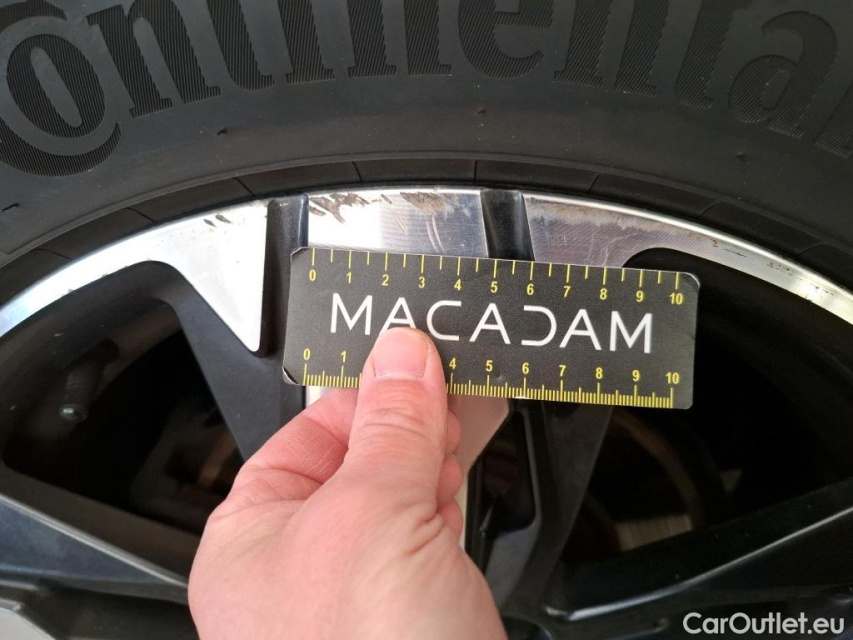 Continental
0 1 2 3 4 5 6 7 8 9 10
MACADAM
0 1 4 5 6 7 8 9 10
CarOutlet.eu